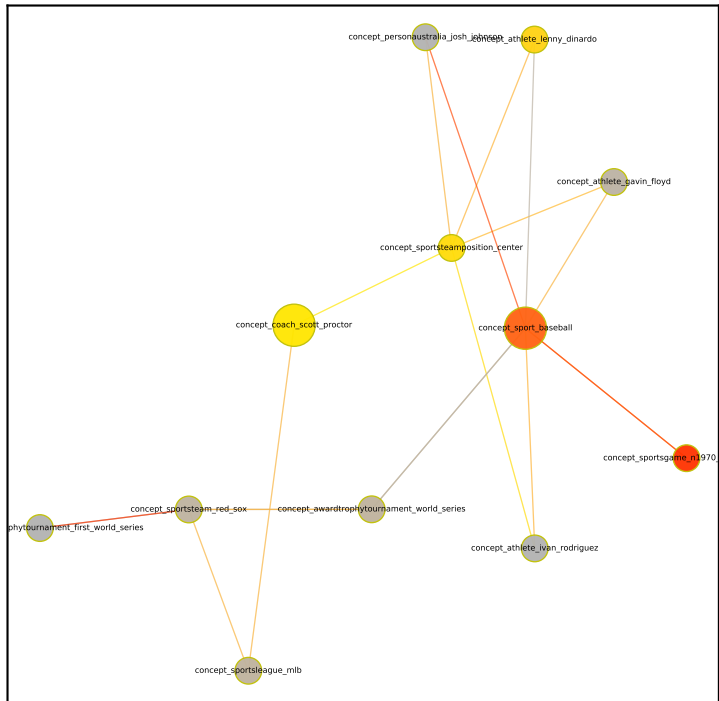 concept_personaustralia_josh_johnson
concept_athlete_lenny_dinardo
concept_athlete_gavin_floyd
concept_sportsteamposition_center
concept_coach_scott_proctor
concept_sport_baseball
concept_sportsgame_n1970_
concept_sportsteam_red_sox
concept_awardtrophytournament_world_series
phytournament_first_world_series
concept_athlete_ivan_rodriguez
concept_sportsleague_mlb